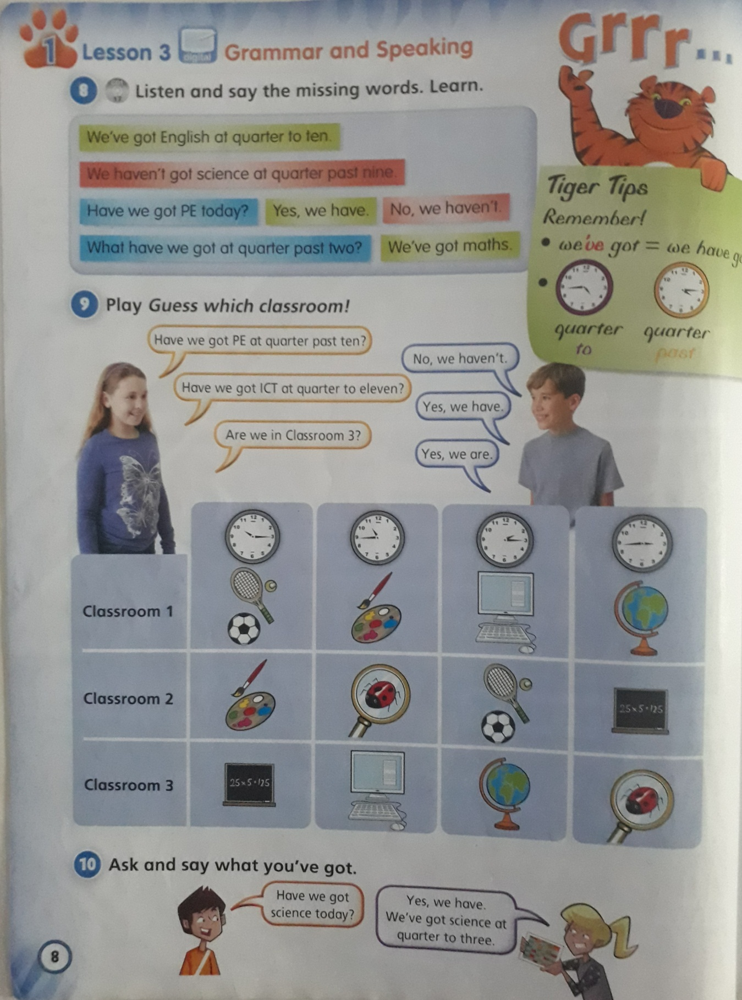 1 Lesson 3 digital Grammar and Speaking
Grrr...
8 17 Listen and say the missing words. Learn.
We've got English at quarter to ten.
We haven't got science at quarter past nine.
Have we got PE today? Yes, we have. No, we haven't.
What have we got at quarter past two? We've got maths.
Tiger Tips
Remember!
• we've got = we have
•
quarter to
quarter past
9 Play Guess which classroom!
Have we got PE at quarter past ten?
No, we haven't.
Have we got ICT at quarter to eleven?
Yes, we have.
Are we in Classroom 3?
Yes, we are.
Classroom 1
Classroom 2
25x5=125
Classroom 3
25x5=125
10 Ask and say what you've got.
Have we got
science today?
Yes, we have.
We've got science at
quarter to three.
8